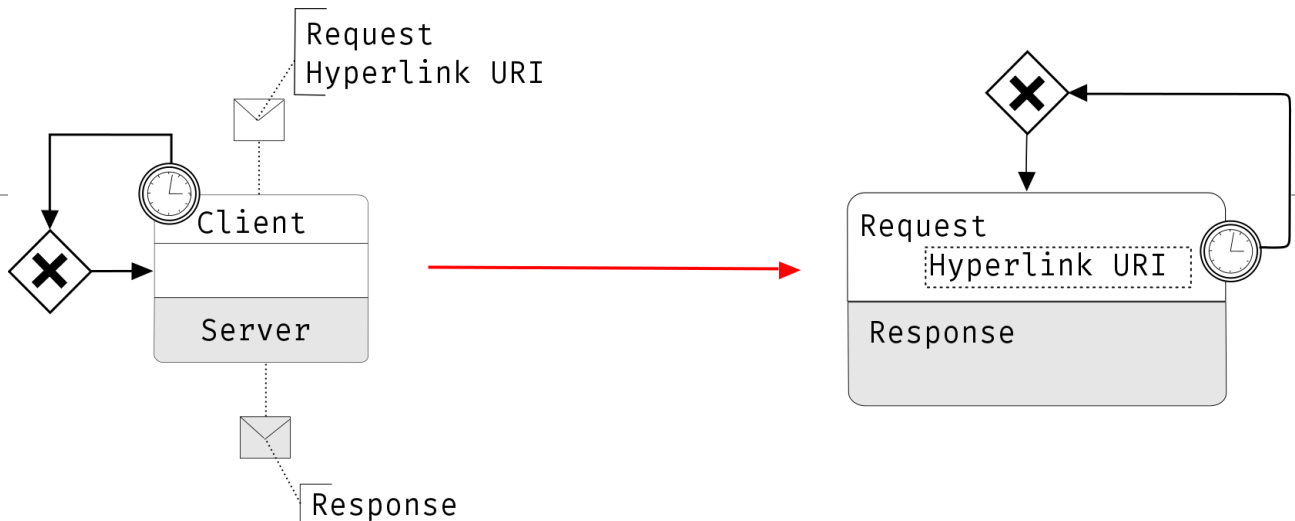 Request
Hyperlink URI
Client
Server
Response
Request
Hyperlink URI
Response